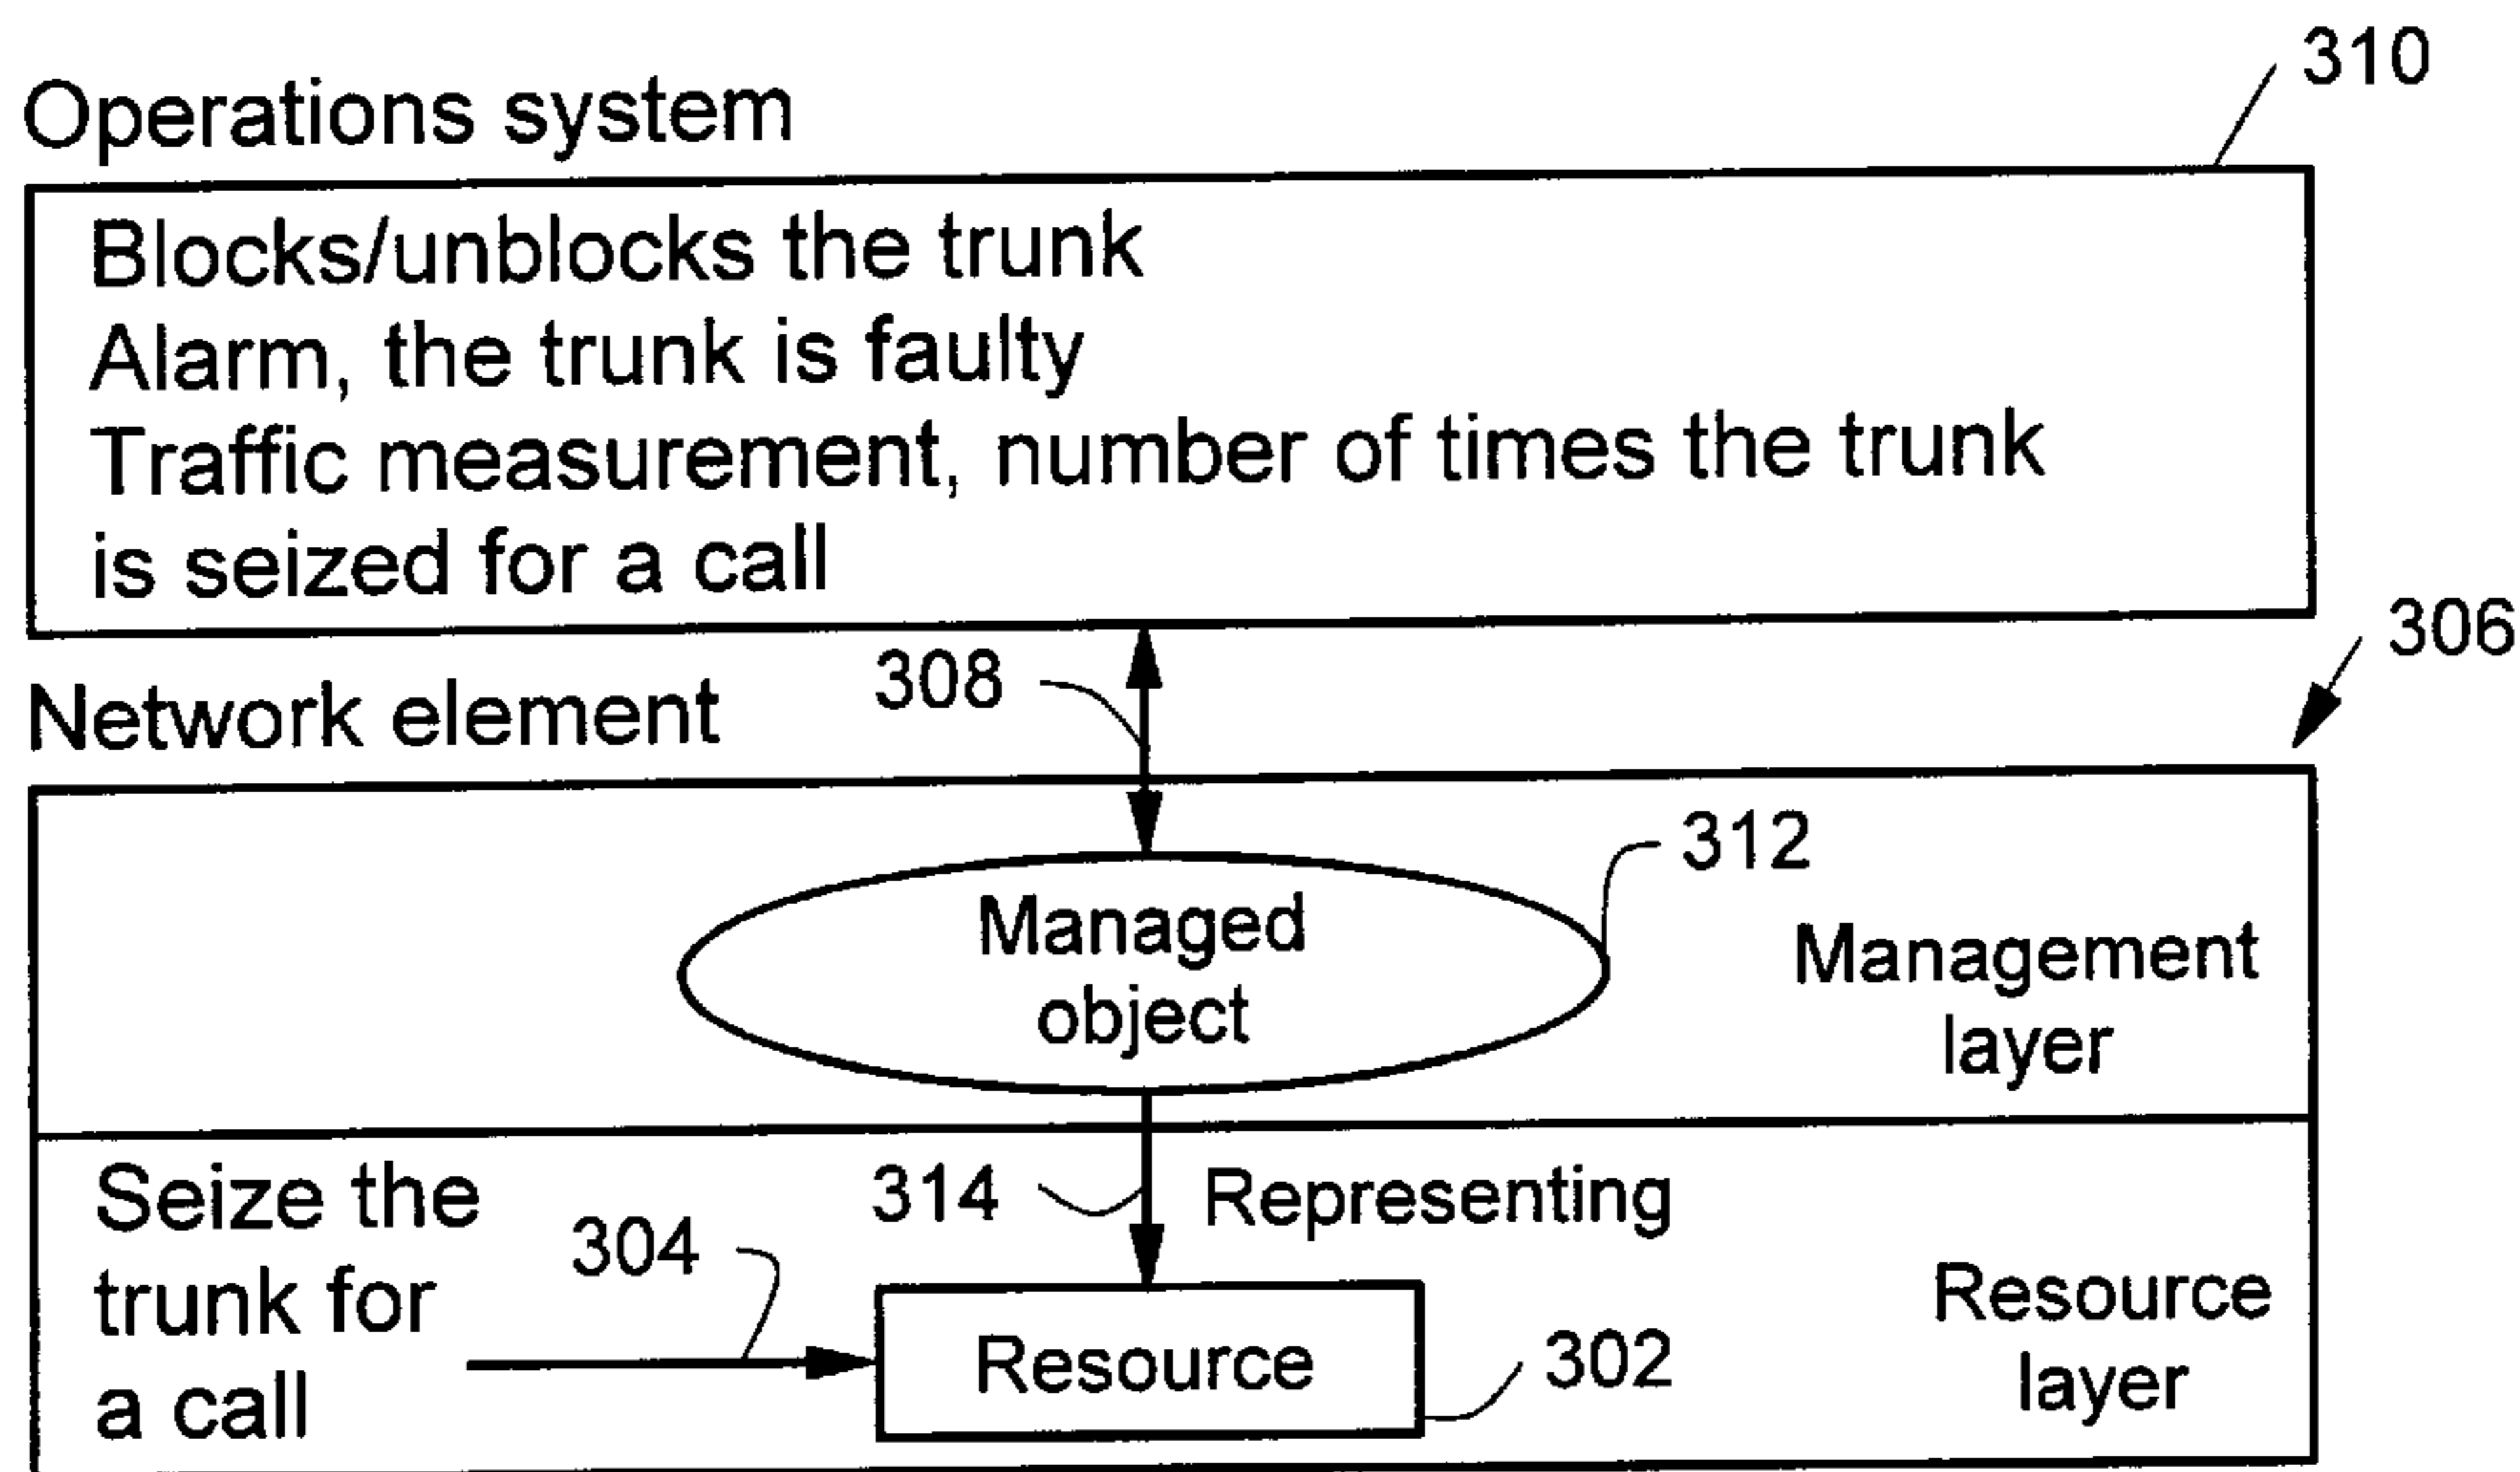 310
Operations system
Blocks/unblocks the trunk
Alarm, the trunk is faulty
Traffic measurement, number of times the trunk
is seized for a call
306
308
Network element
312
Managed
object
Management
layer
Seize the
trunk for
a call
304
314
Representing
Resource
302
Resource
layer